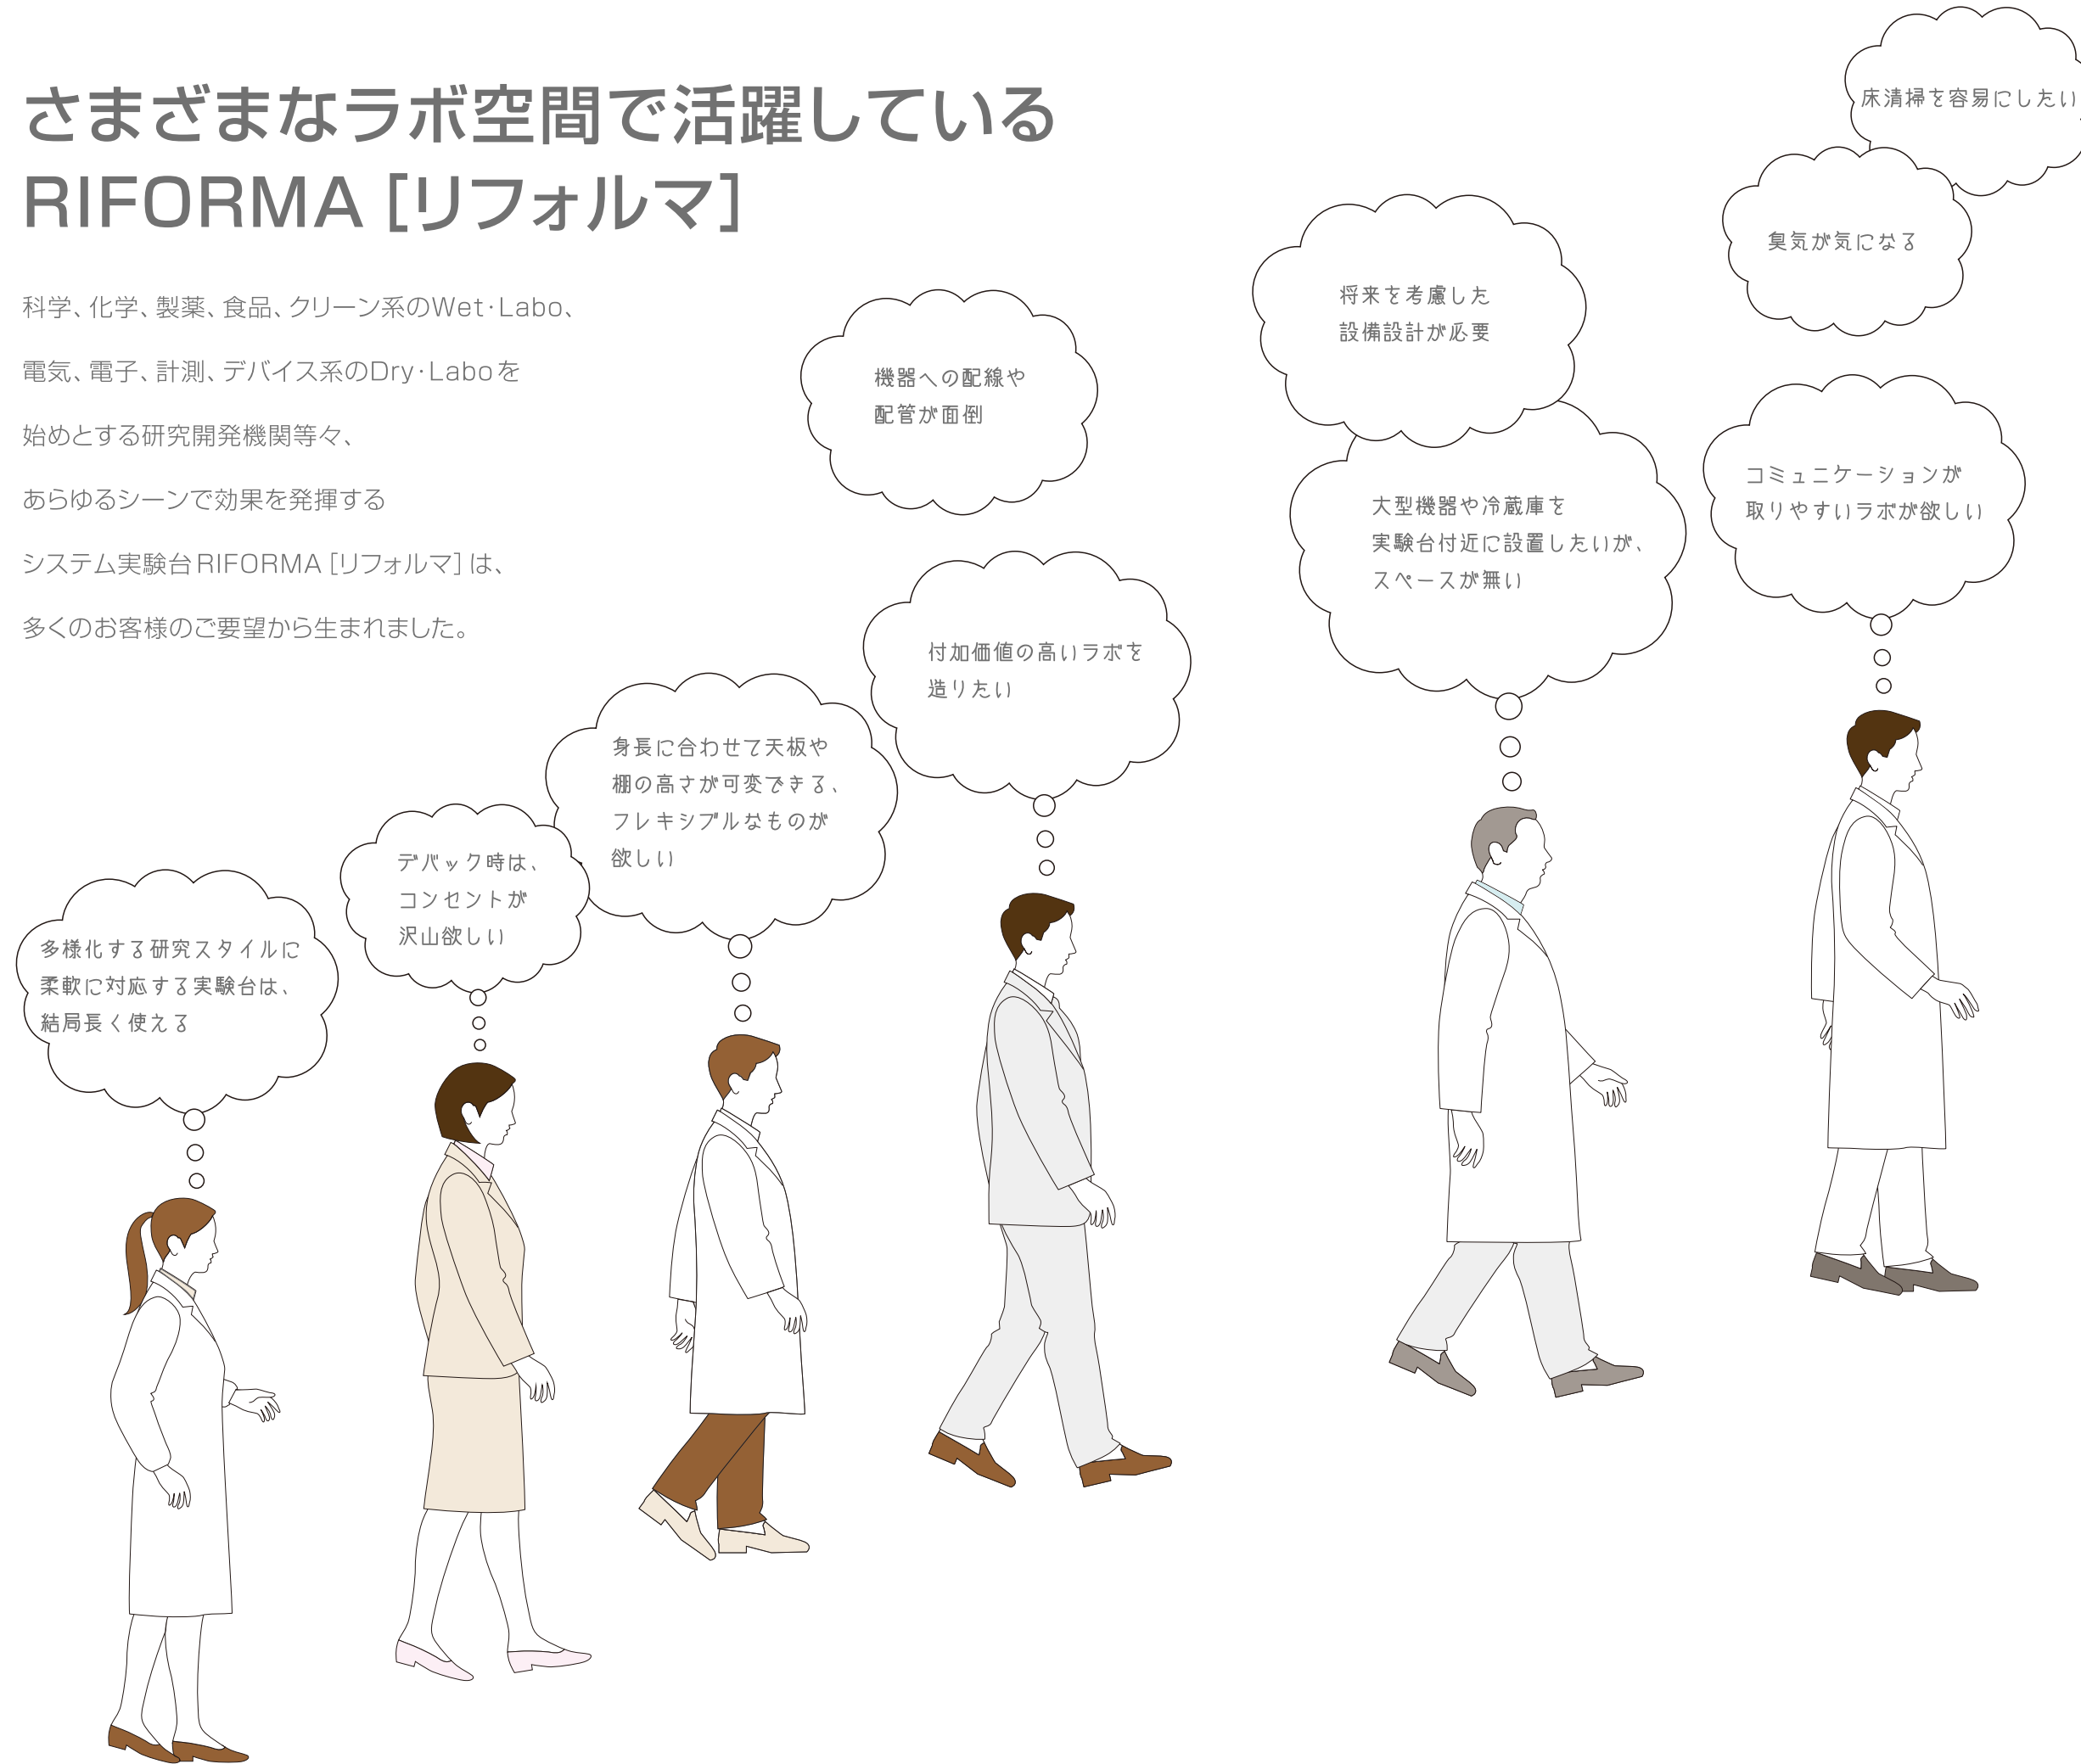 さまざまなラボ空間で活躍している
RIFORMA［リフォルマ］
科学、化学、製薬、食品、クリーン系のWet・Labo、
電気、電子、計測、デバイス系のDry・Laboを
始めとする研究開発機関等々、
あらゆるシーンで効果を発揮する
システム実験台RIFORMA［リフォルマ］は、
多くのお客様のご要望から生まれました。
多様化する研究スタイルに
柔軟に対応する実験台は、
結局長く使える
デバック時は、
コンセントが
沢山欲しい
身長に合わせて天板や
棚の高さが可変できる、
フレキシブルなものが
欲しい
機器への配線や
配管が面倒
付加価値の高いラボを
造りたい
将来を考慮した
設備設計が必要
大型機器や冷蔵庫を
実験台付近に設置したいが、
スペースが無い
床清掃を容易にしたい
臭気が気になる
コミュニケーションが
取りやすいラボが欲しい